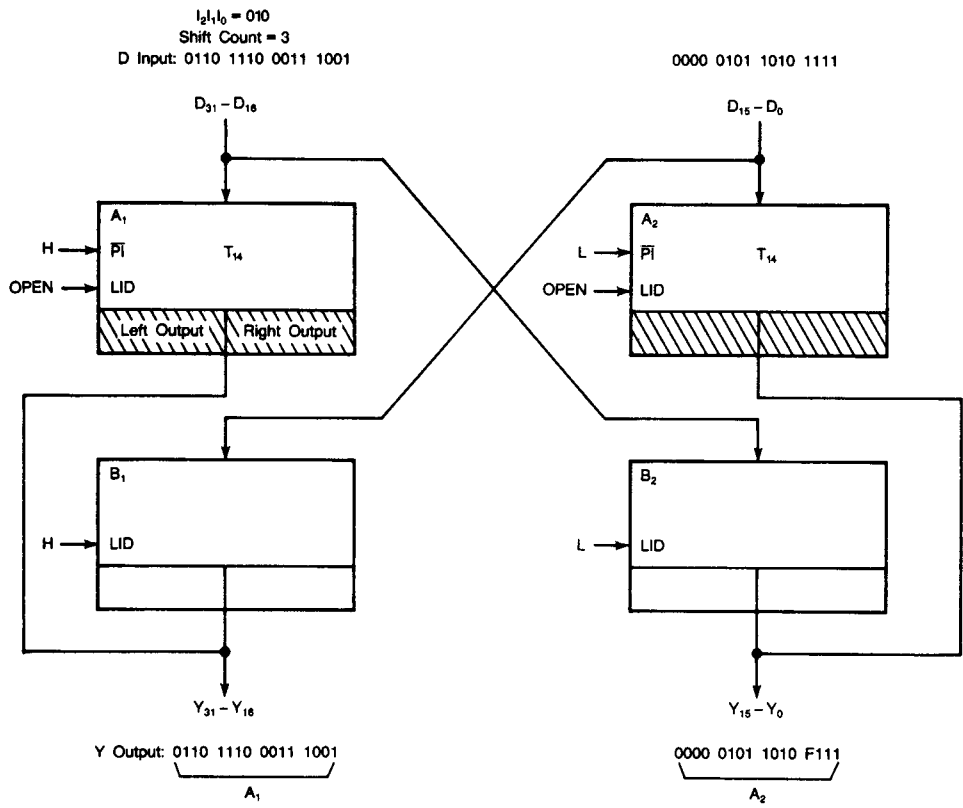 I₂I₁I₀ = 010
Shift Count = 3
D Input: 0110 1110 0011 1001
0000 0101 1010 1111
D₃₁ – D₁₆
D₁₅ – D₀
A₁
H
P̅I̅
T₁₄
OPEN
LID
Left Output
Right Output
A₂
L
P̅I̅
T₁₄
OPEN
LID
B₁
H
LID
B₂
L
LID
Y₃₁ – Y₁₆
Y₁₅ – Y₀
Y Output: 0110 1110 0011 1001
0000 0101 1010 F111
A₁
A₂